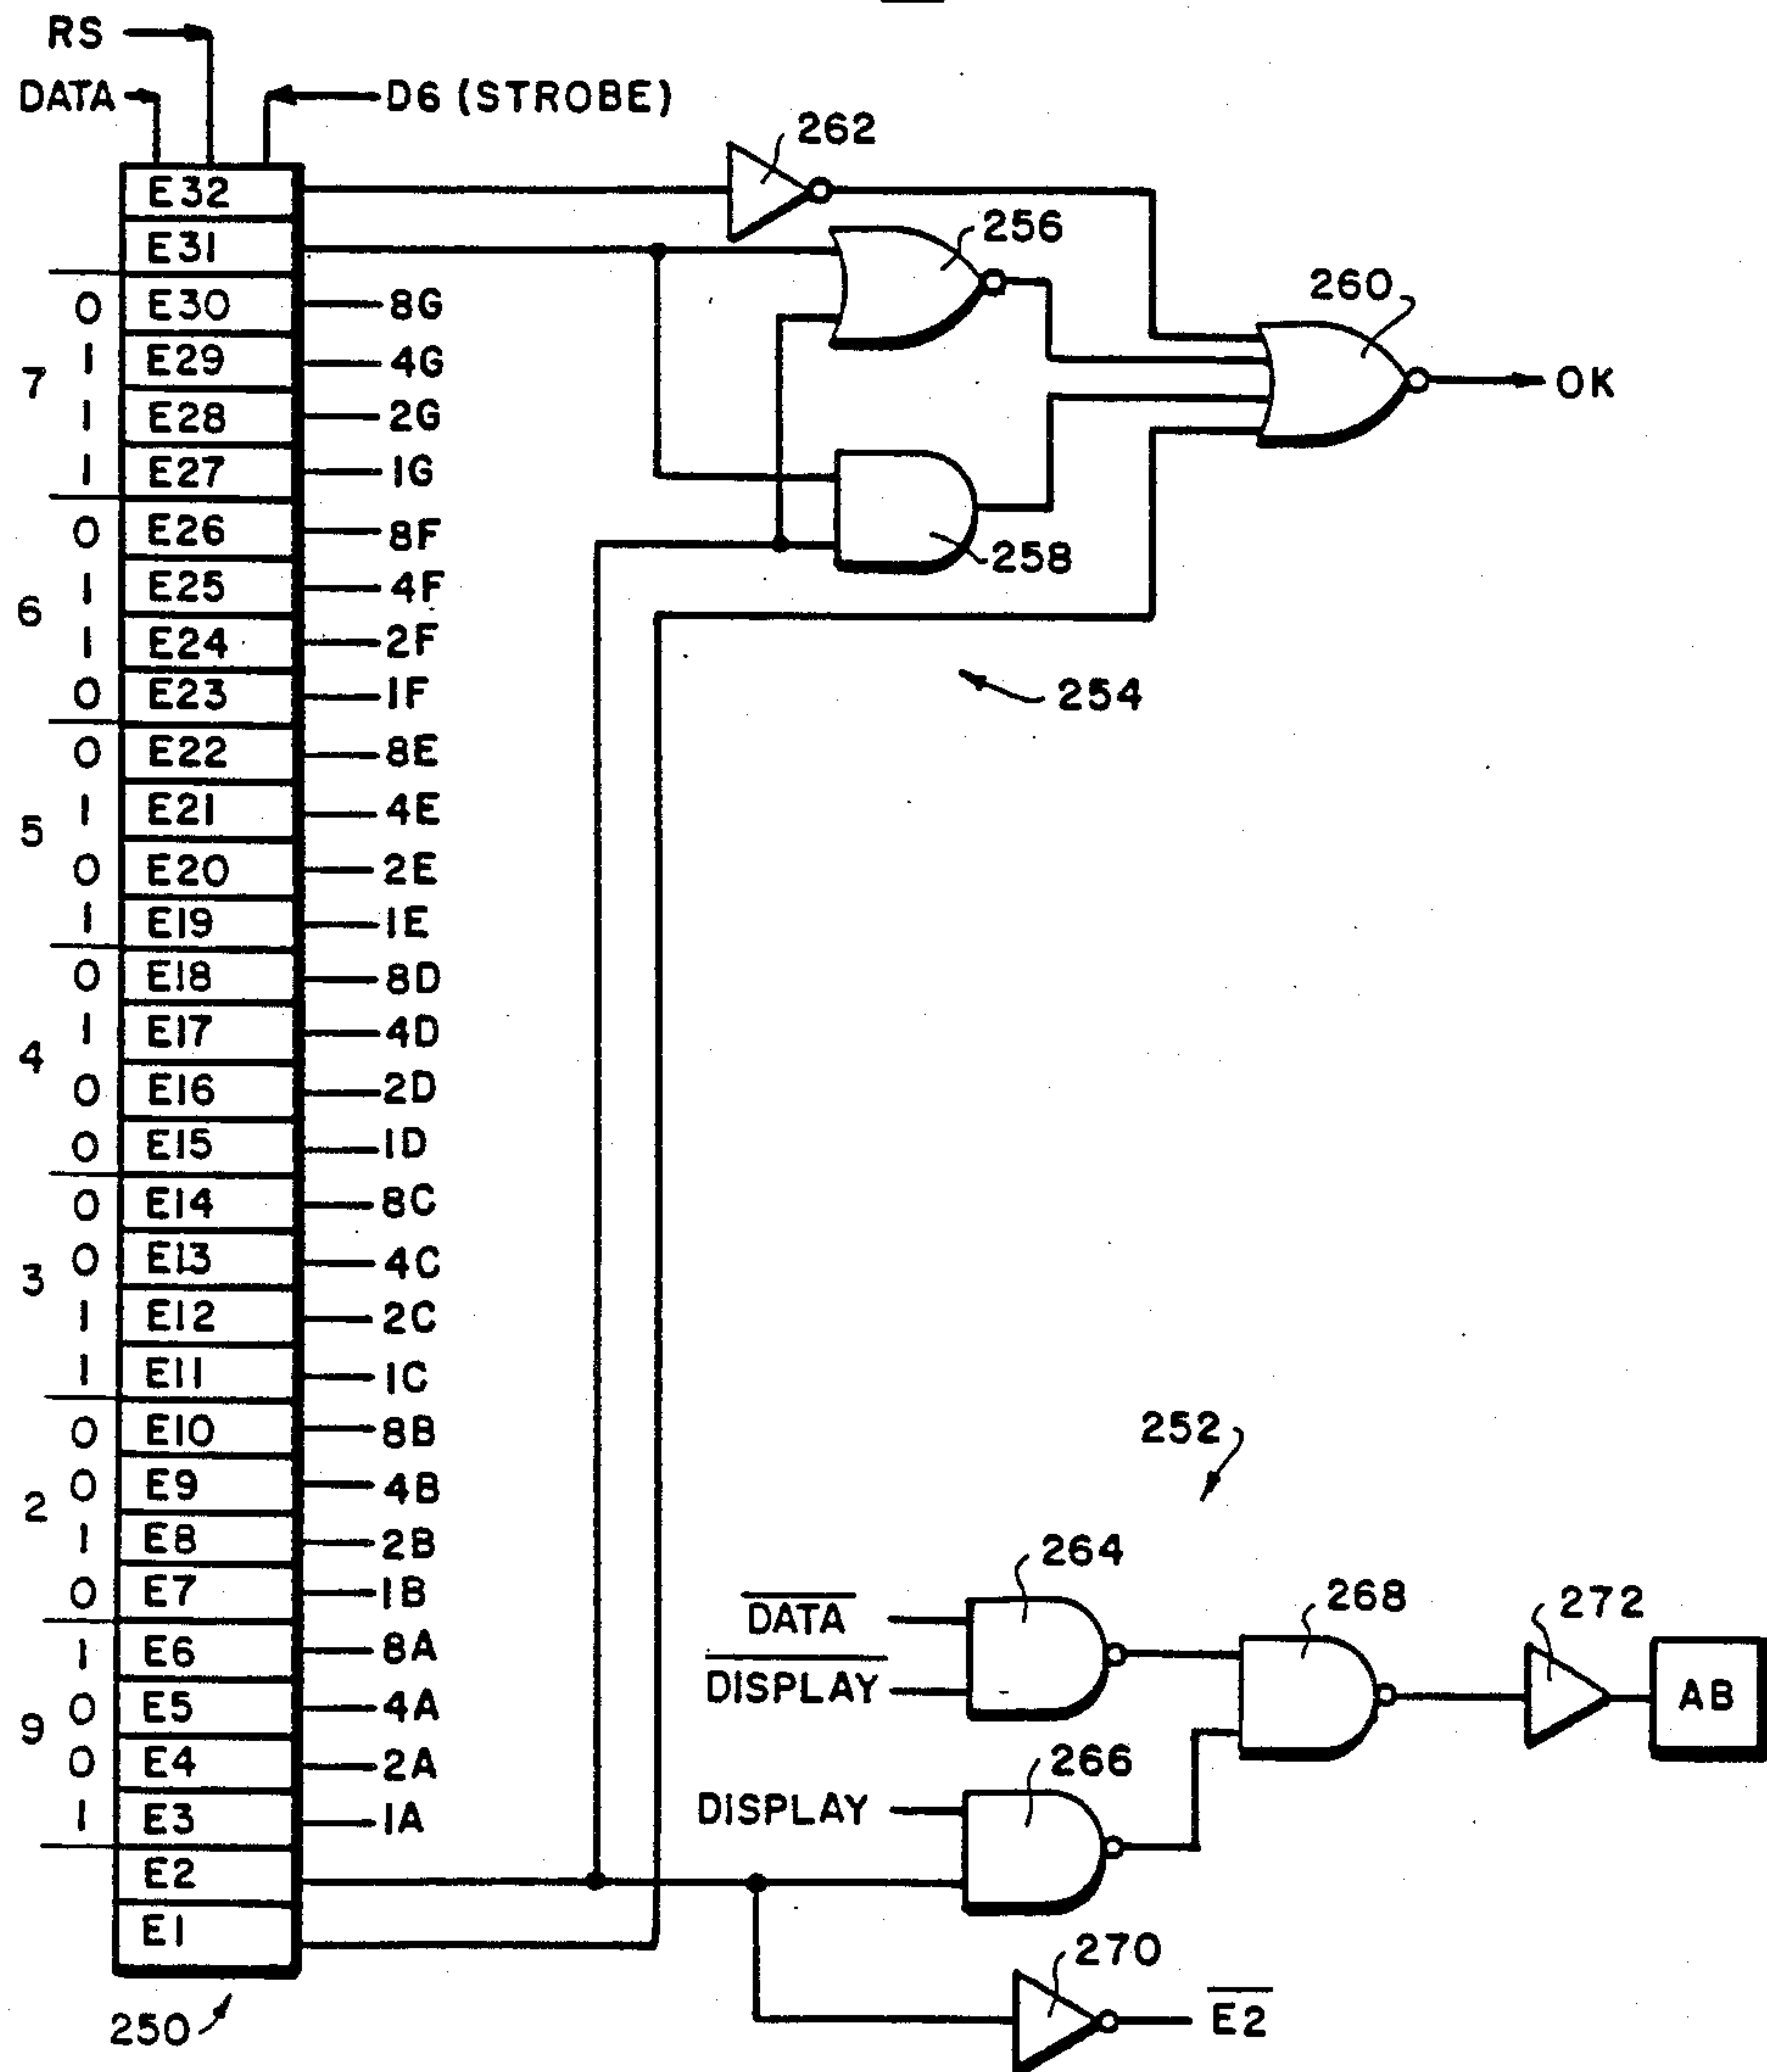 RS
DATA
D6 (STROBE)
262
E32
E31
256
260
OK
7
0 E30 8G
1 E29 4G
1 E28 2G
1 E27 1G
258
6
0 E26 8F
1 E25 4F
1 E24 2F
0 E23 1F
254
5
0 E22 8E
1 E21 4E
0 E20 2E
1 E19 1E
4
0 E18 8D
1 E17 4D
0 E16 2D
0 E15 1D
3
0 E14 8C
0 E13 4C
1 E12 2C
1 E11 1C
2
0 E10 8B
0 E9 4B
1 E8 2B
0 E7 1B
252
9
1 E6 8A
0 E5 4A
0 E4 2A
1 E3 1A
E2
E1
250
264
DATA
DISPLAY
268
272
AB
266
DISPLAY
270
E2